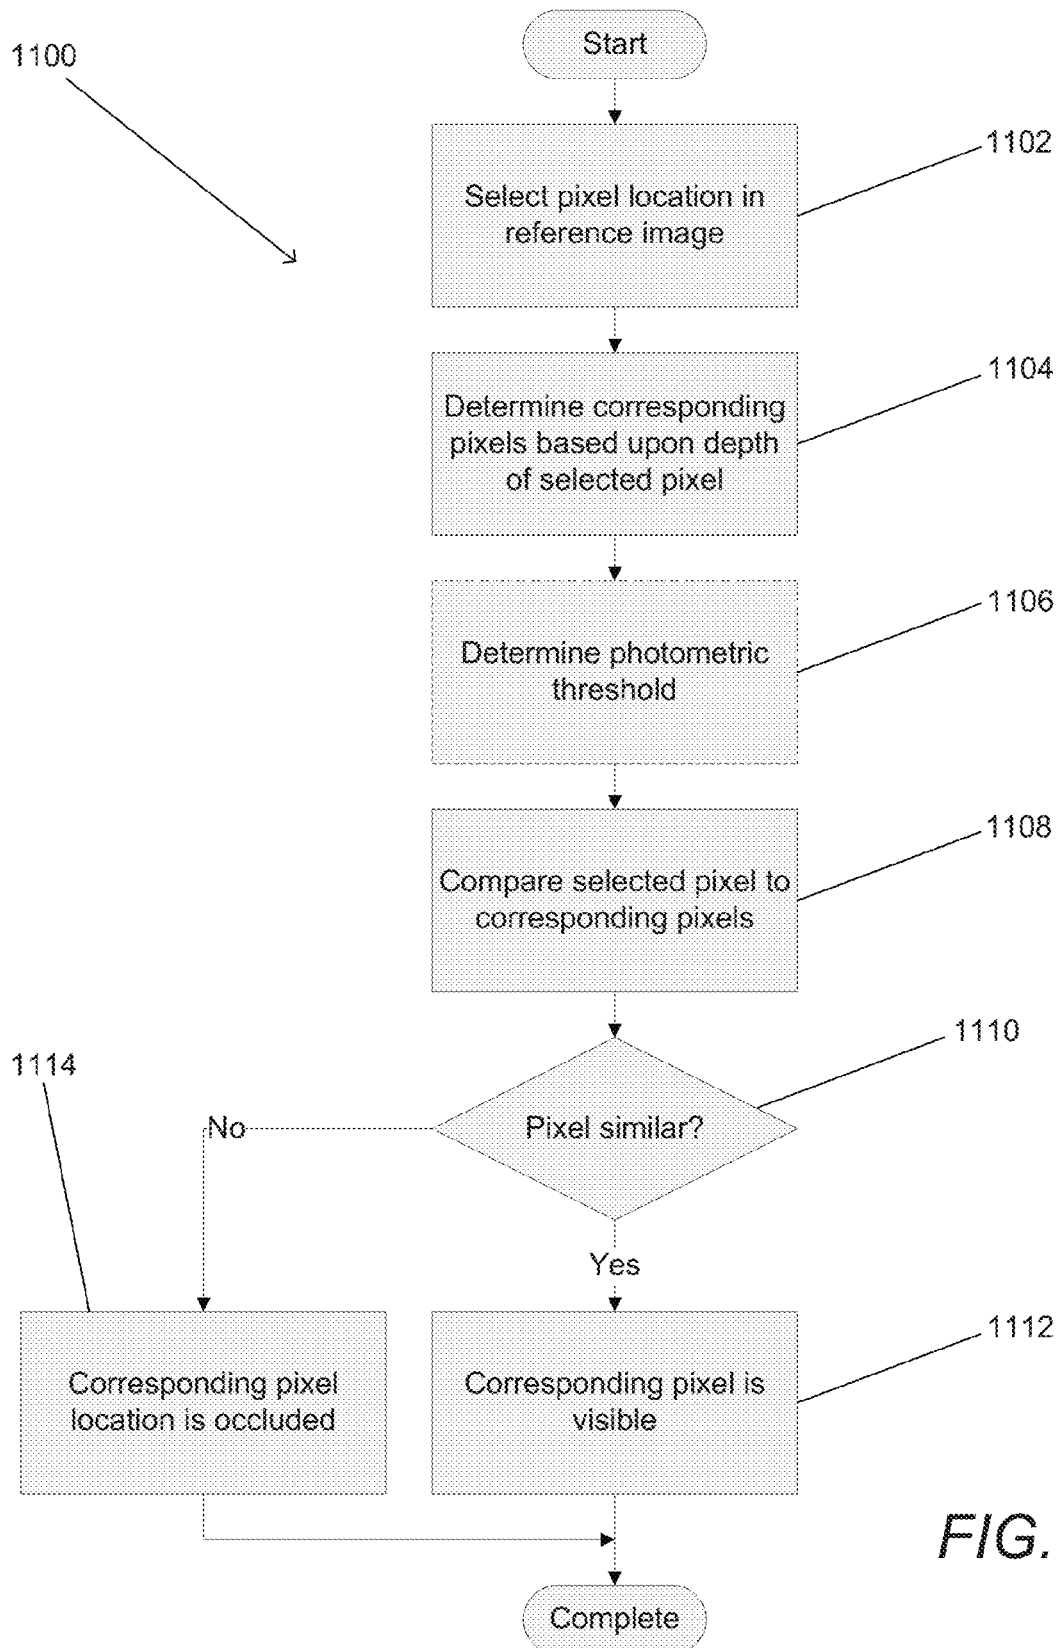 Start
1100
1102
Select pixel location in
reference image
1104
Determine corresponding
pixels based upon depth
of selected pixel
1106
Determine photometric
threshold
1108
Compare selected pixel to
corresponding pixels
1110
1114
Pixel similar?
No
Yes
1112
Corresponding pixel
location is occluded
Corresponding pixel is
visible
FIG.
Complete